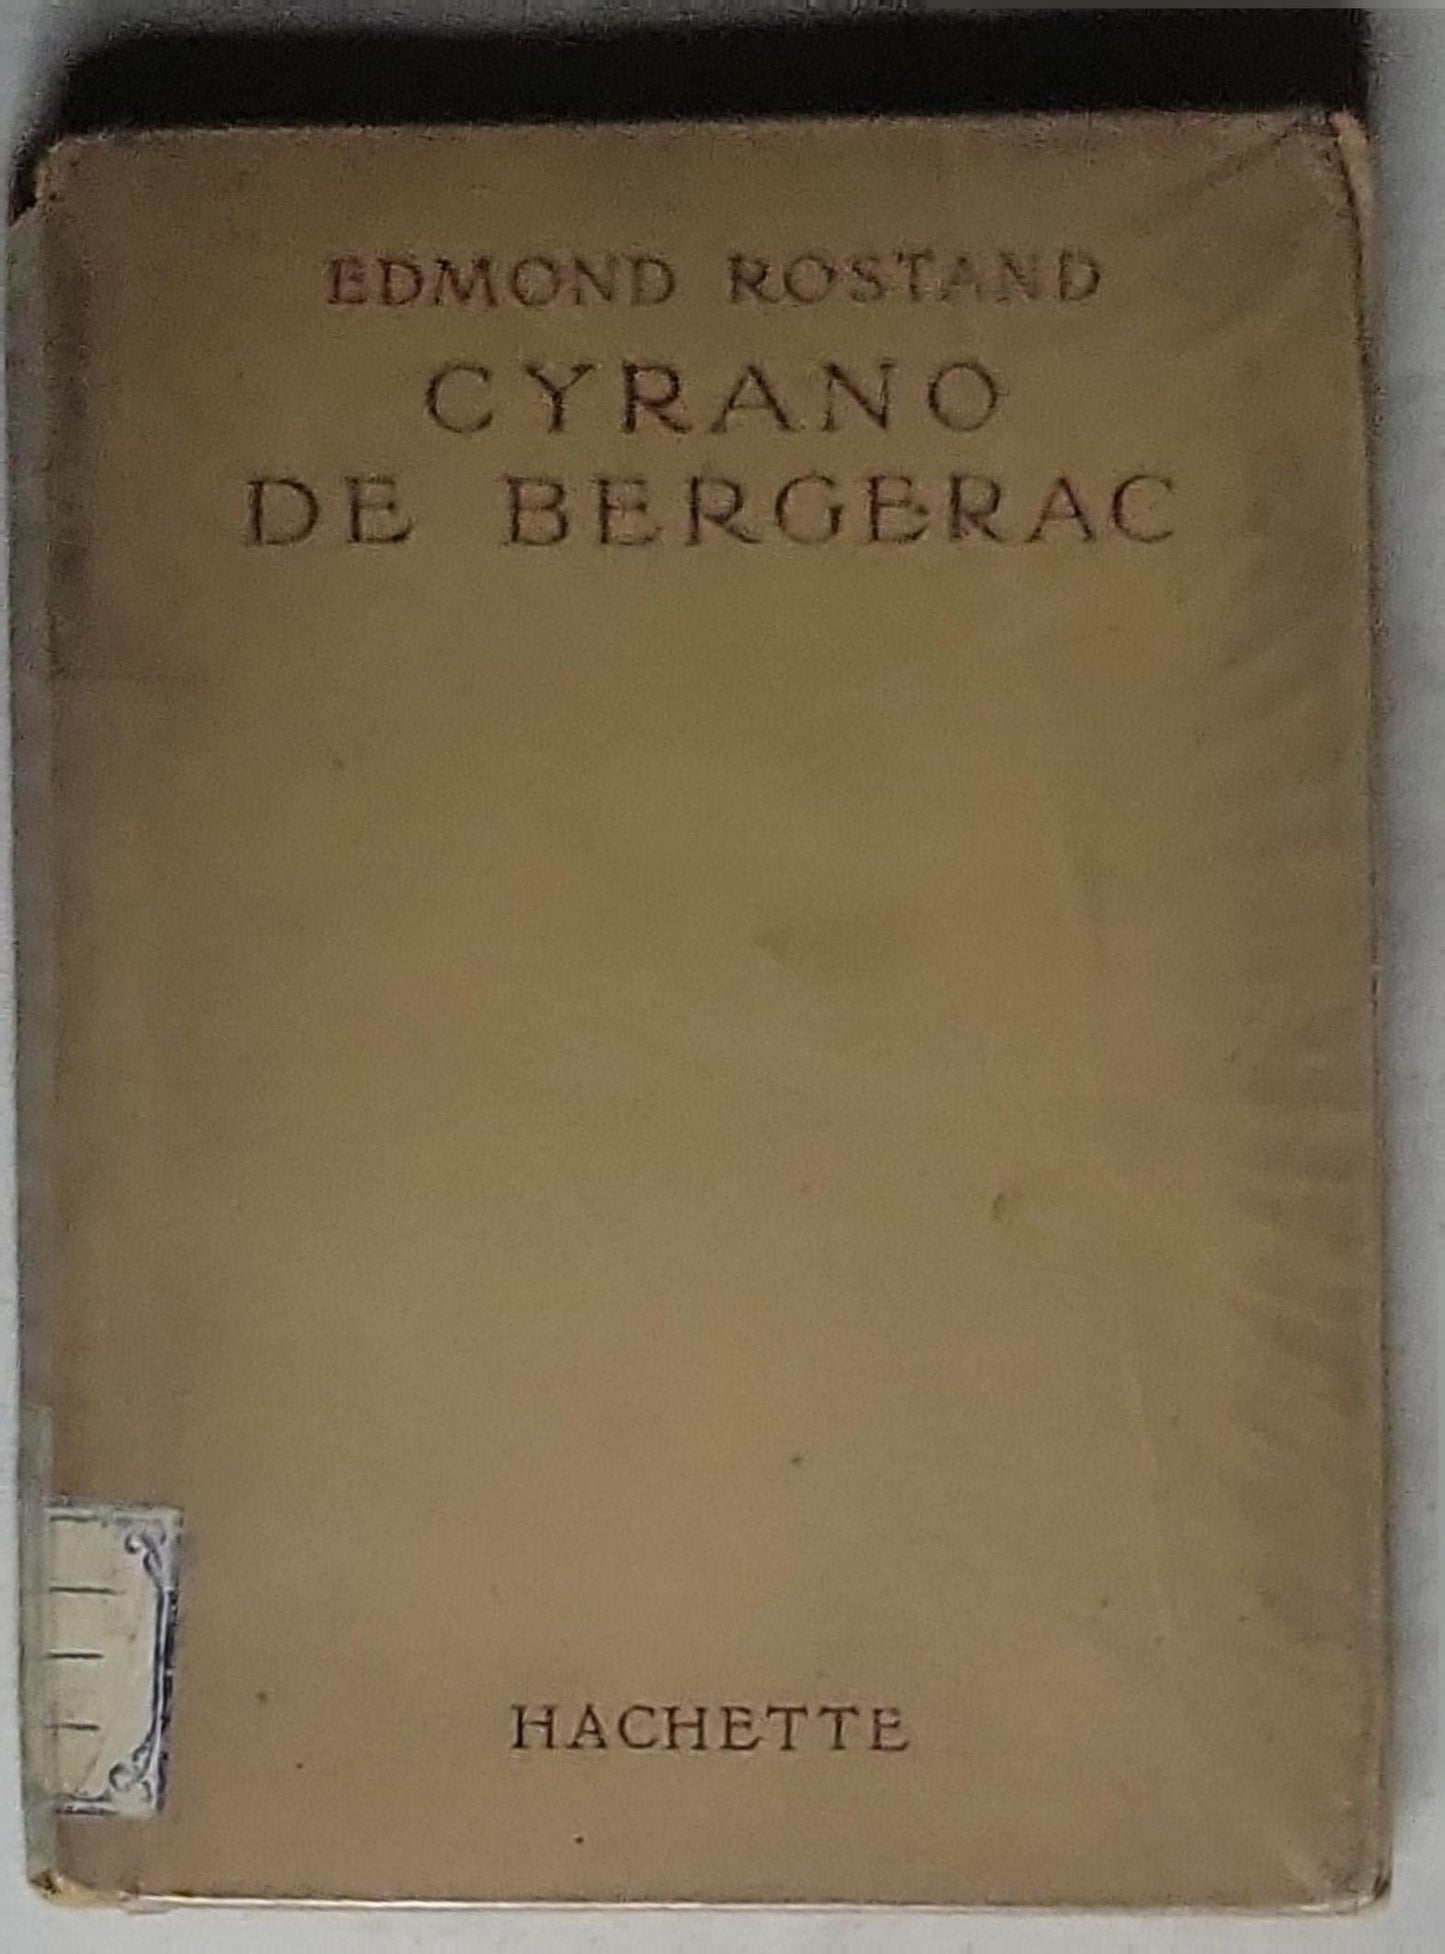 EDMOND ROSTAND
CYRANO
DE BERGERAC
HACHETTE